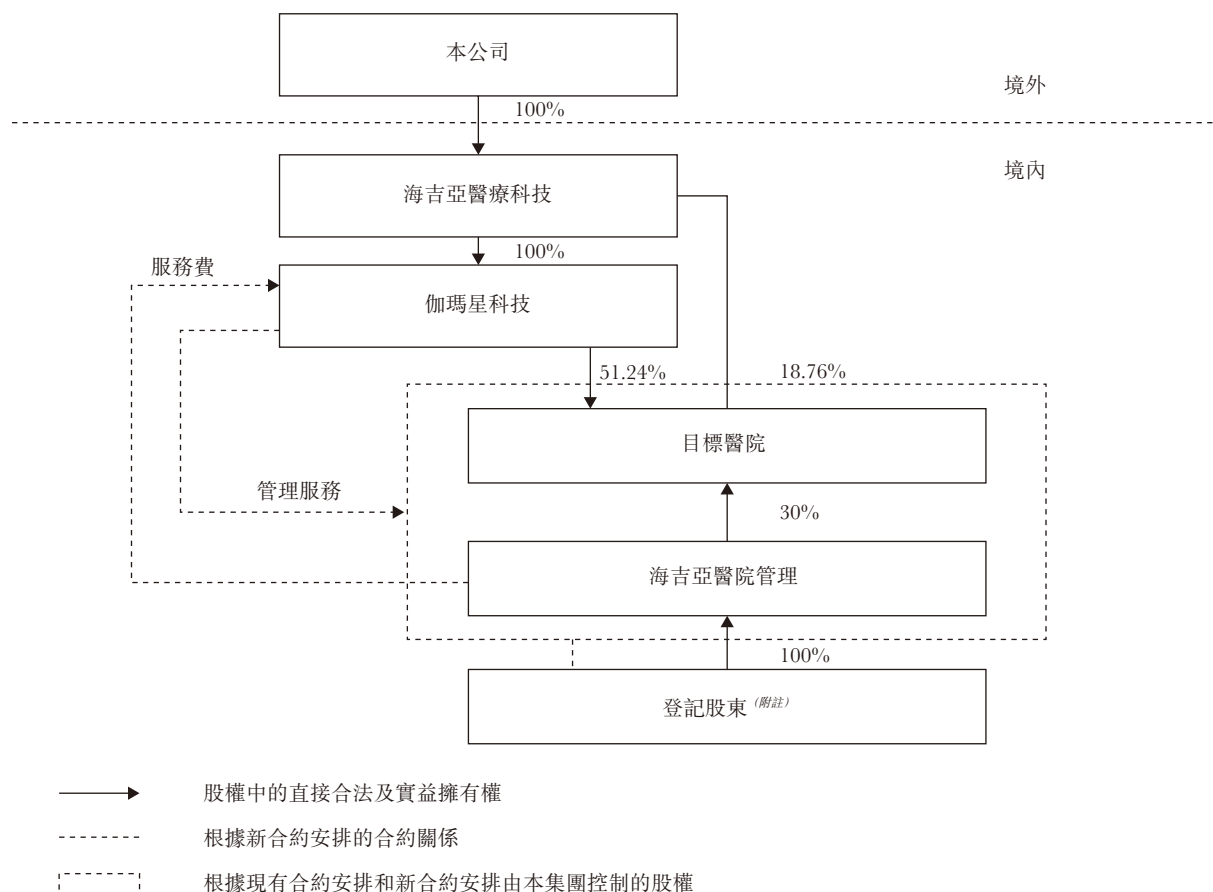 本公司
境外
100%
境內
海吉亞醫療科技
100%
服務費
伽瑪星科技
51.24%
18.76%
目標醫院
管理服務
30%
海吉亞醫院管理
100%
登記股東（附註）
股權中的直接合法及實益擁有權
根據新合約安排的合約關係
根據現有合約安排和新合約安排由本集團控制的股權